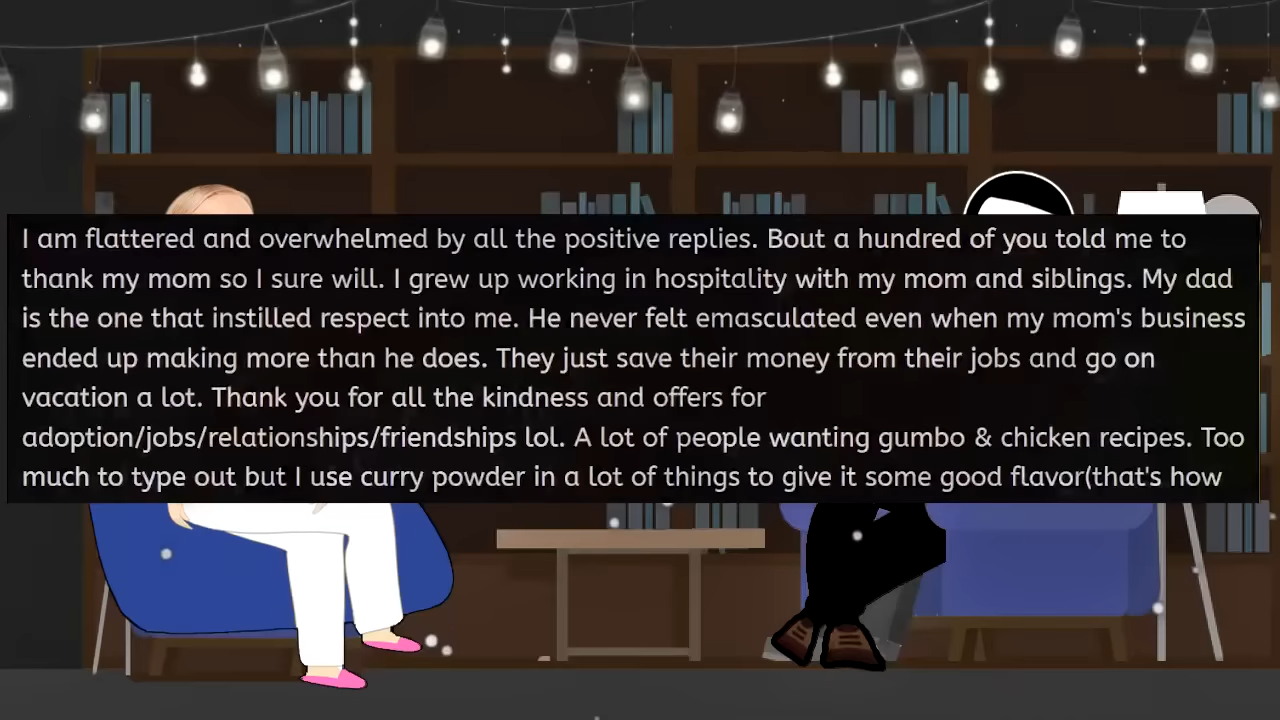 I am flattered and overwhelmed by all the positive replies. Bout a hundred of you told me to
thank my mom so I sure will. I grew up working in hospitality with my mom and siblings. My dad
is the one that instilled respect into me. He never felt emasculated even when my mom's business
ended up making more than he does. They just save their money from their jobs and go on
vacation a lot. Thank you for all the kindness and offers for
adoption/jobs/relationships/friendships lol. A lot of people wanting gumbo & chicken recipes. Too
much to type out but I use curry powder in a lot of things to give it some good flavor(that's how